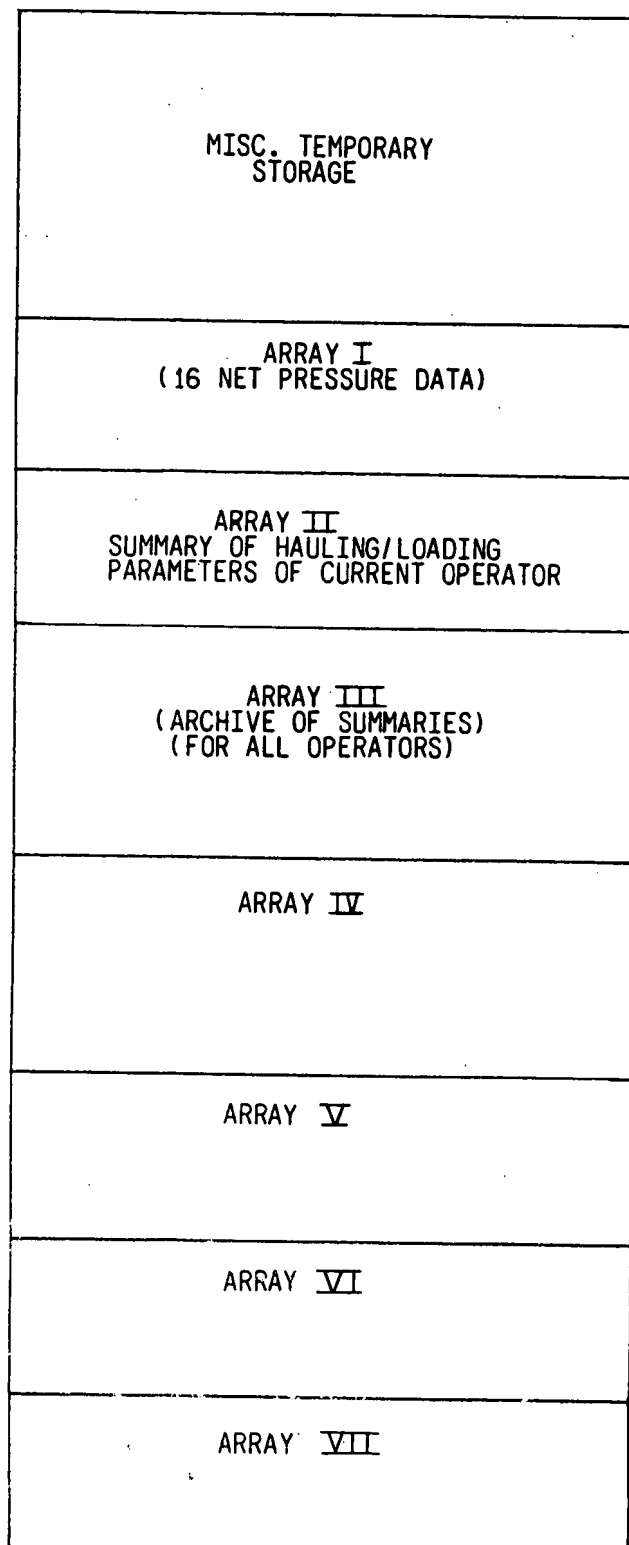 MISC. TEMPORARY
STORAGE
ARRAY I
(16 NET PRESSURE DATA)
ARRAY II
SUMMARY OF HAULING/LOADING
PARAMETERS OF CURRENT OPERATOR
ARRAY III
(ARCHIVE OF SUMMARIES)
(FOR ALL OPERATORS)
ARRAY IV
ARRAY V
ARRAY VI
ARRAY VII